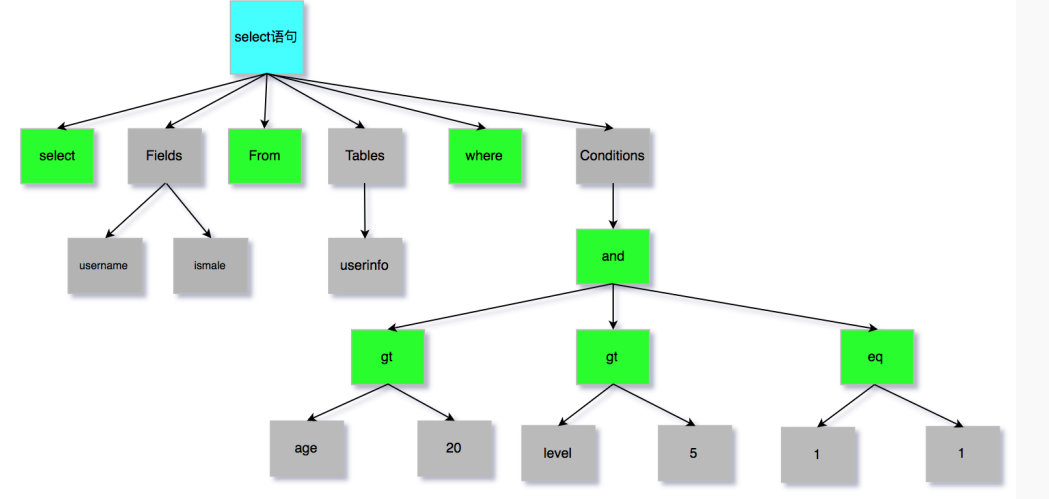 select语句
select
Fields
From
Tables
where
Conditions
username
ismale
userinfo
and
gt
gt
eq
age
20
level
5
1
1